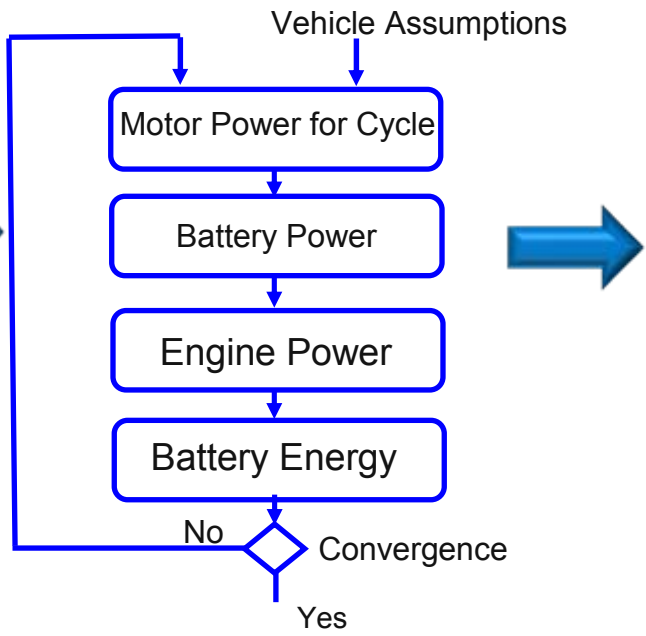 Vehicle Assumptions
Motor Power for Cycle
Battery Power
Engine Power
Battery Energy
No
Convergence
Yes